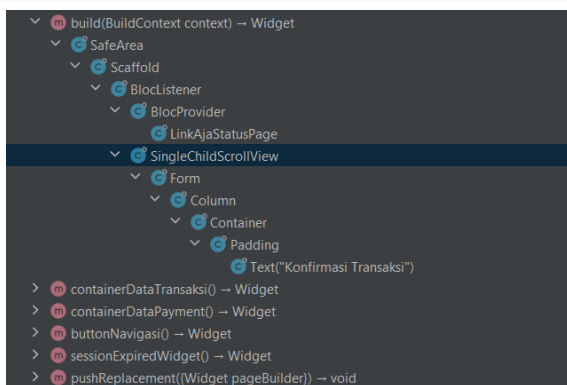 build(BuildContext context) → Widget
SafeArea
Scaffold
BlocListener
BlocProvider
LinkAjaStatusPage
SingleChildScrollView
Form
Column
Container
Padding
Text("Konfirmasi Transaksi")
containerDataTransaksi() → Widget
containerDataPayment() → Widget
buttonNavigasi() → Widget
sessionExpiredWidget() → Widget
pushReplacement({Widget pageBuilder}) → void